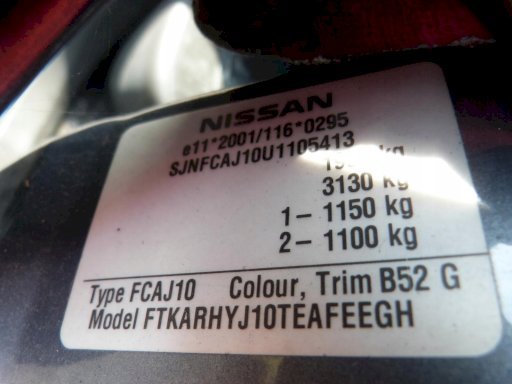 NISSAN
e11*2001/116*0295
SJNFCAJ10U1105413
kg
3130 kg
1- 1150 kg
2- 1100 kg
Type FCAJ10 Colour, Trim B52 G
Model FTKARHYJ10TEAFEEGH